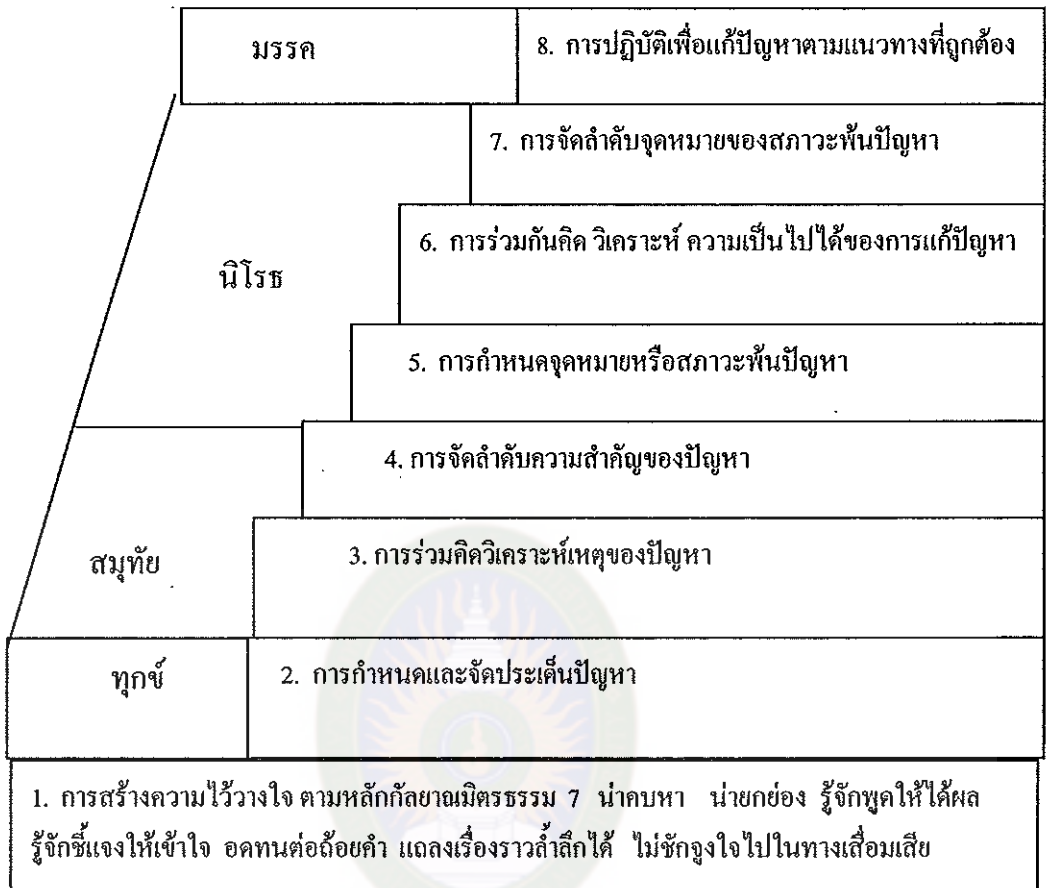 มรรค
8. การปฏิบัติเพื่อแก้ปัญหาตามแนวทางที่ถูกต้อง
7. การจัดลำดับจุดหมายของสภาวะพ้นปัญหา
6. การร่วมกันคิด วิเคราะห์ ความเป็นไปได้ของการแก้ปัญหา
นิโรธ
5. การกำหนดจุดหมายหรือสภาวะพ้นปัญหา
4. การจัดลำดับความสำคัญของปัญหา
สมุทัย
3. การร่วมคิดวิเคราะห์เหตุของปัญหา
ทุกข์
2. การกำหนดและจัดประเด็นปัญหา
1. การสร้างความไว้วางใจ ตามหลักกัลยาณมิตรธรรม 7 น่าคบหา น่ายกย่อง รู้จักพูดให้ได้ผล
รู้จักชี้แจงให้เข้าใจ อดทนต่อถ้อยคำ แถลงเรื่องราวล้ำลึกได้ ไม่ชักจูงใจไปในทางเสื่อมเสีย